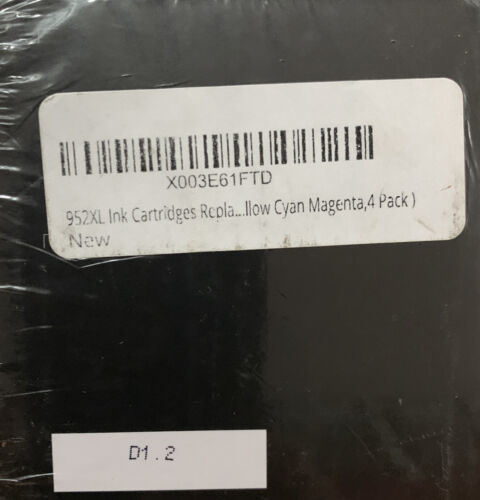 X003E61FTD
952XL Ink Cartridges Repla...llow Cyan Magenta,4 Pack )
New
D1.2